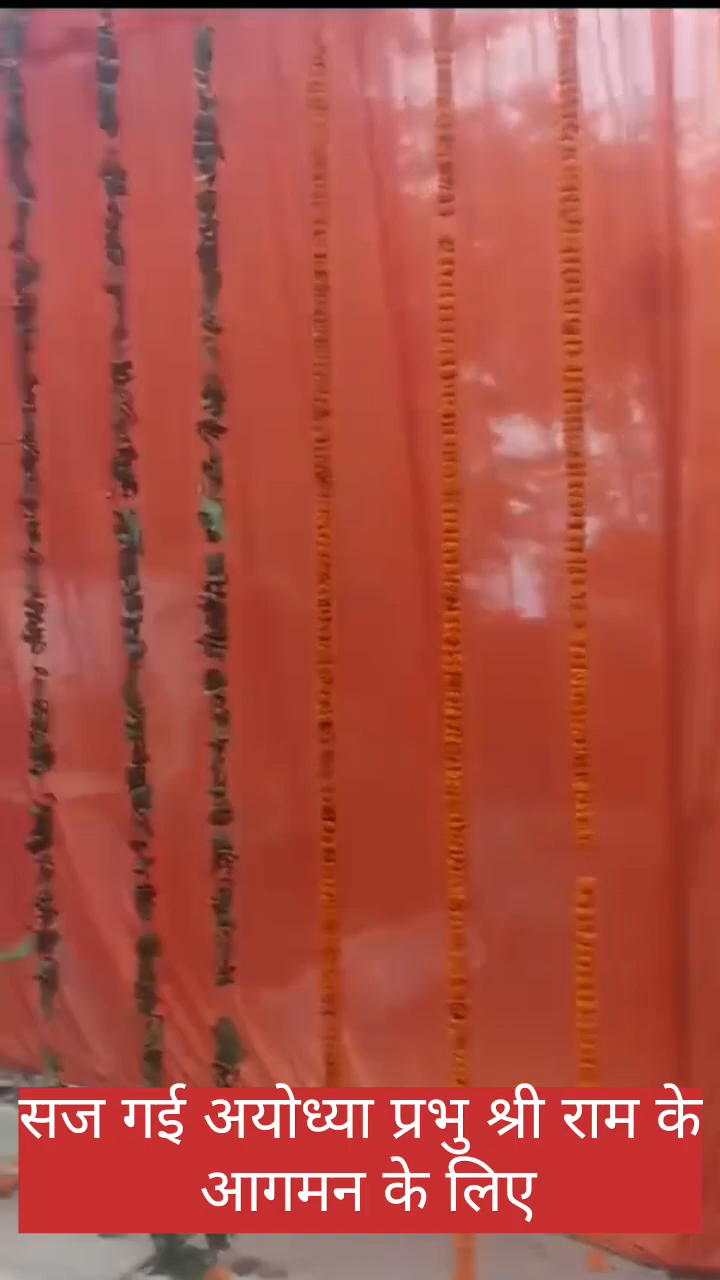 सज गई अयोध्या प्रभु श्री राम के
आगमन के लिए